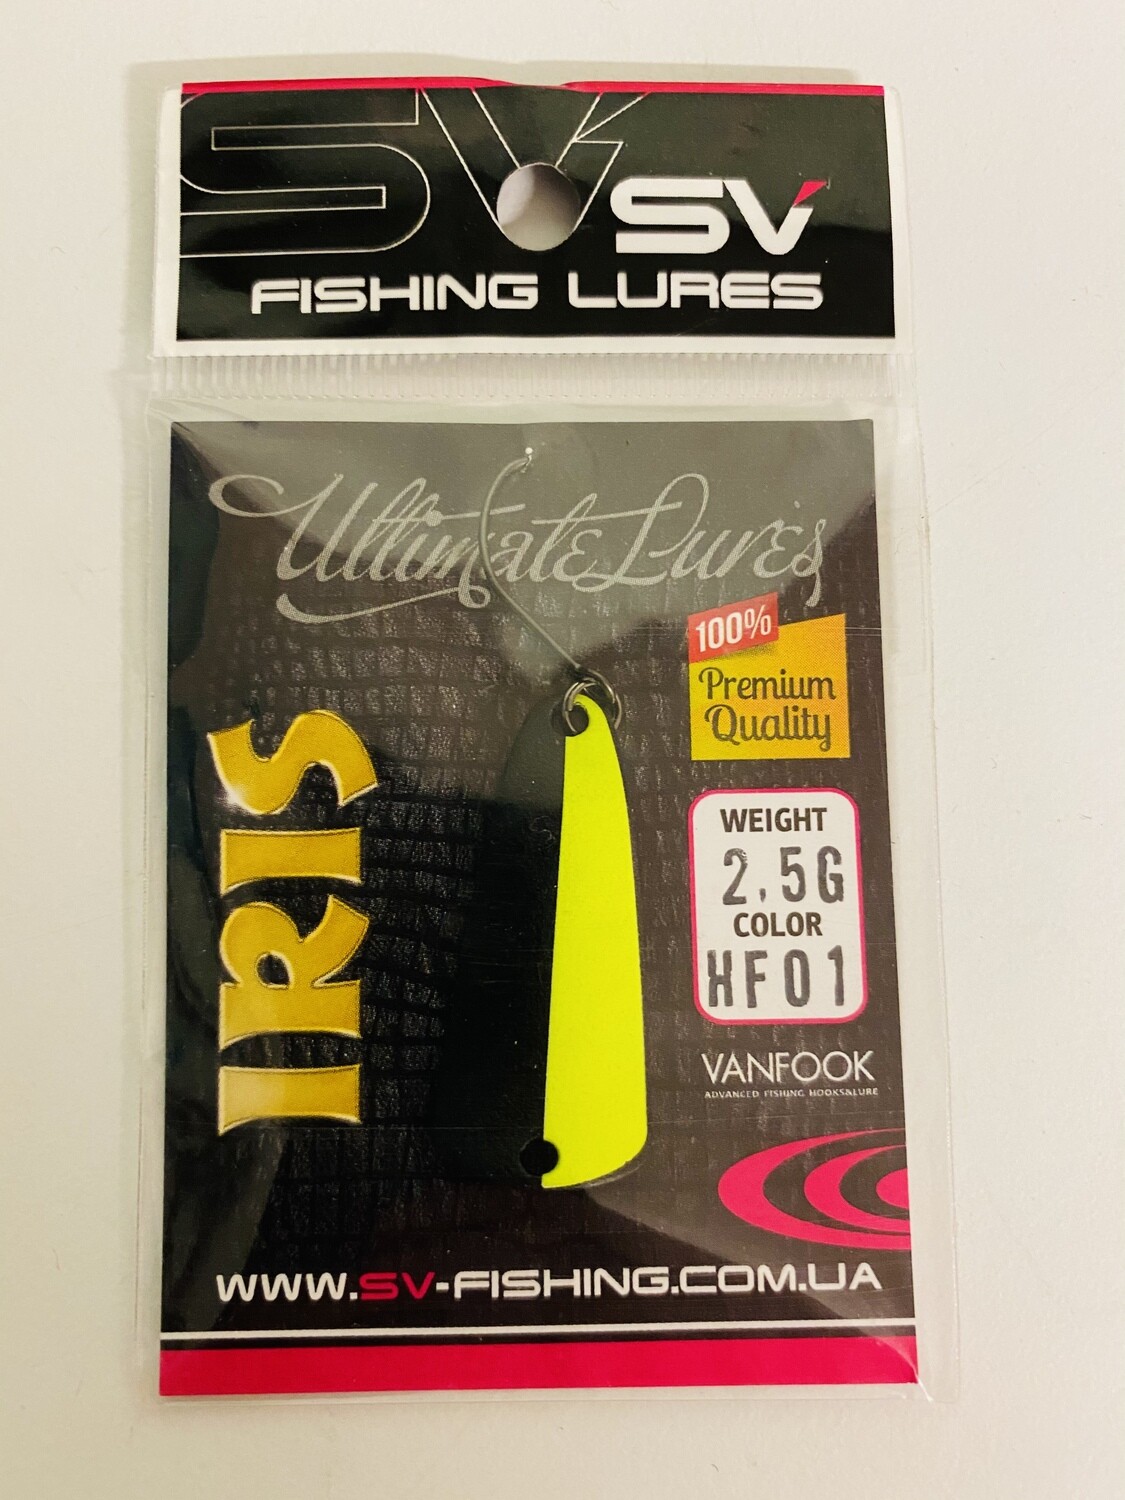 SV
SV
FISHING LURES
Ultimate Lures
100%
Premium
Quality
IRIS
WEIGHT
2,5G
COLOR
HF01
VANFOOK
ADVANCED FISHING HOOKS&LURE
WWW.SV-FISHING.COM.UA